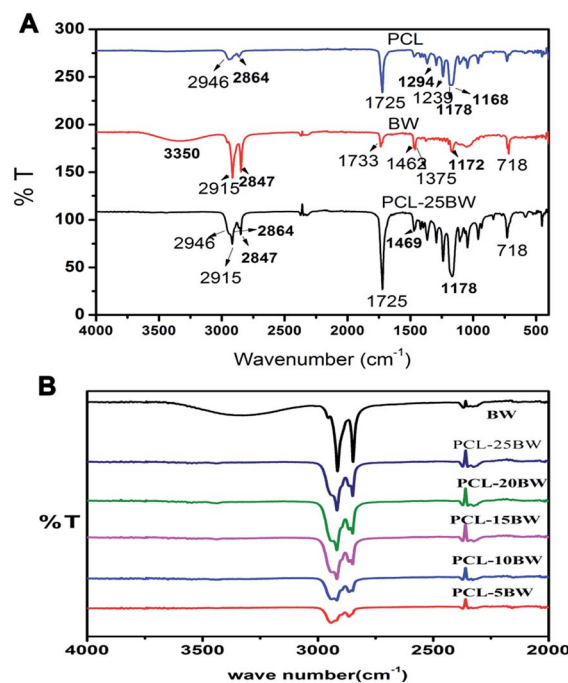 A
300
PCL
250
2946
2864
1294
1168
1725
1239
1178
200
BW
3350
150
1733
1463
1172
718
2915
2847
1375
% T
PCL-25BW
100
2946
2864
1469
718
2847
50
2915
1725
1178
0
4000 3500 3000 2500 2000 1500 1000 500
Wavenumber (cm-1)
B
BW
PCL-25BW
PCL-20BW
%T
PCL-15BW
PCL-10BW
PCL-5BW
4000 3500 3000 2500 2000
wave number(cm-1)